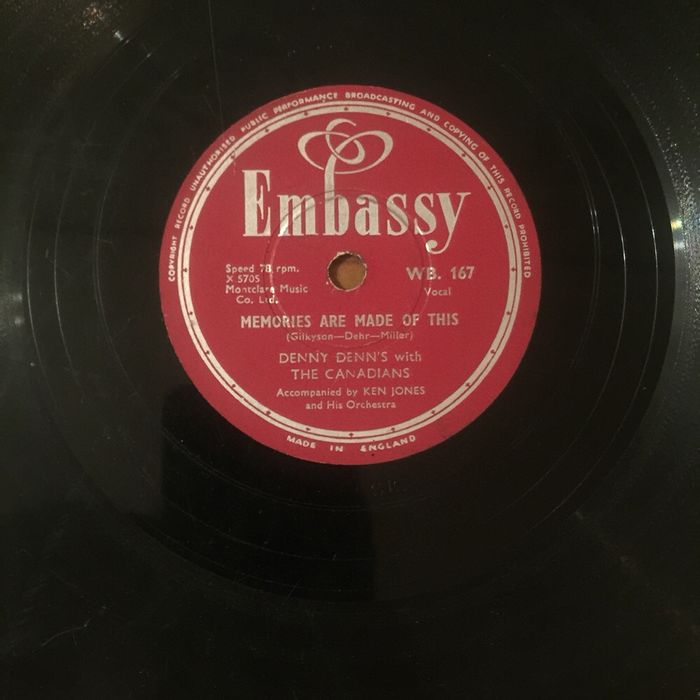 COPYRIGHT RECORD UNAUTHORISED PUBLIC PERFORMANCE BROADCASTING AND COPYING OF THIS RECORD PROHIBITED
Embassy
Speed 78 rpm.
X 5705
Montclare Music
Co. Ltd.
WB. 167
Vocal
MEMORIES ARE MADE OF THIS
(Gilkyson—Dehr—Miller)
DENNY DENN'S with
THE CANADIANS
Accompanied by KEN JONES
and His Orchestra
MADE IN ENGLAND